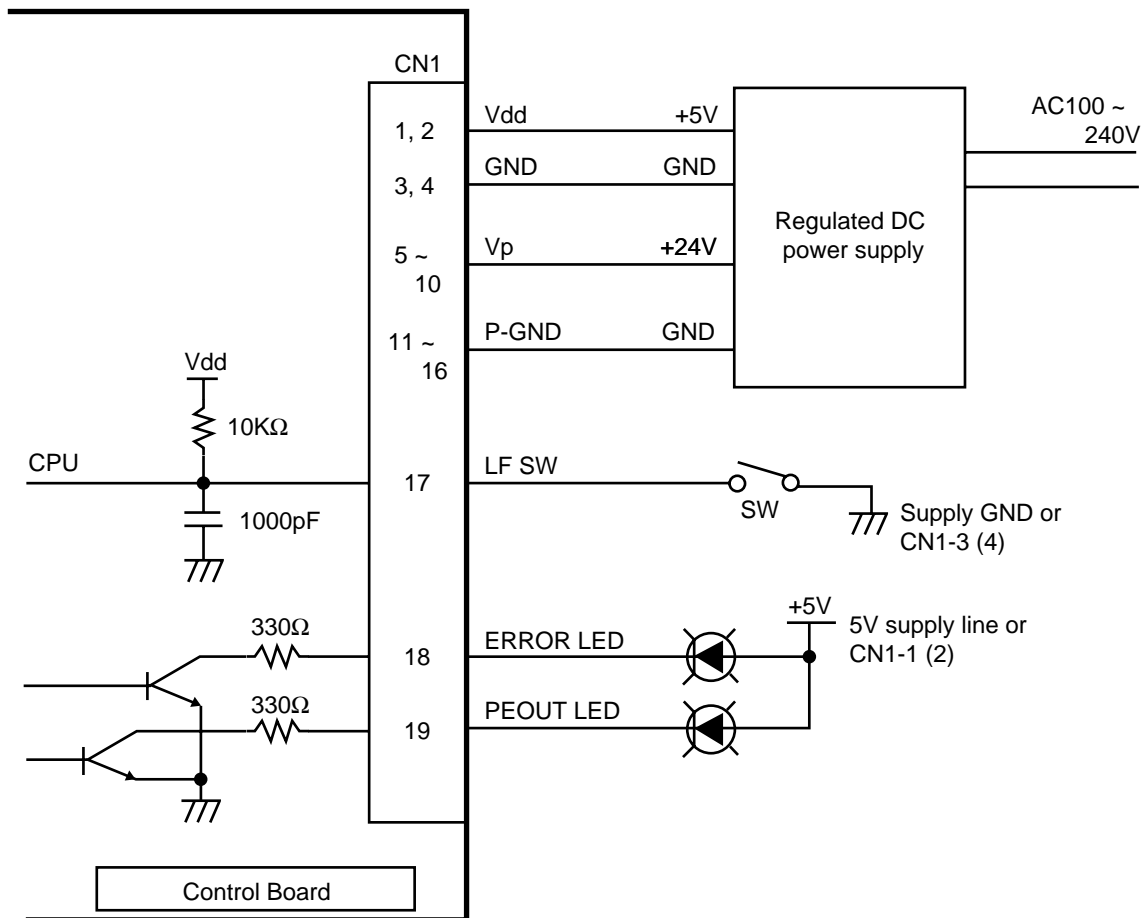 CN1
1, 2
Vdd
+5V
AC100 ~
240V
3, 4
GND
GND
Regulated DC
power supply
5 ~
10
Vp
+24V
11 ~
16
P-GND
GND
Vdd
10KΩ
CPU
17
LF SW
SW
1000pF
Supply GND or
CN1-3 (4)
+5V
5V supply line or
CN1-1 (2)
330Ω
18
ERROR LED
330Ω
19
PEOUT LED
Control Board